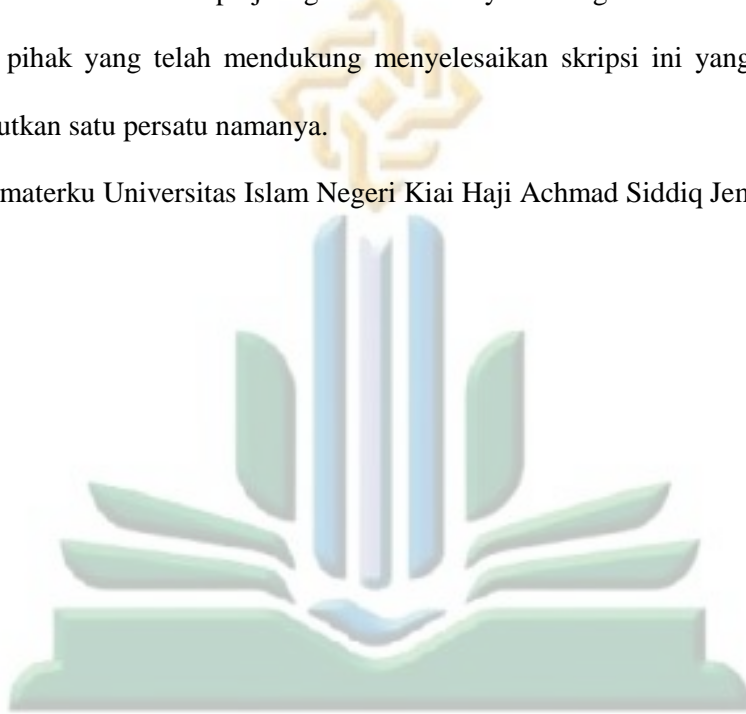 pihak yang telah mendukung menyelesaikan skripsi ini yang
utkan satu persatu namanya.
materku Universitas Islam Negeri Kiai Haji Achmad Siddiq Jem